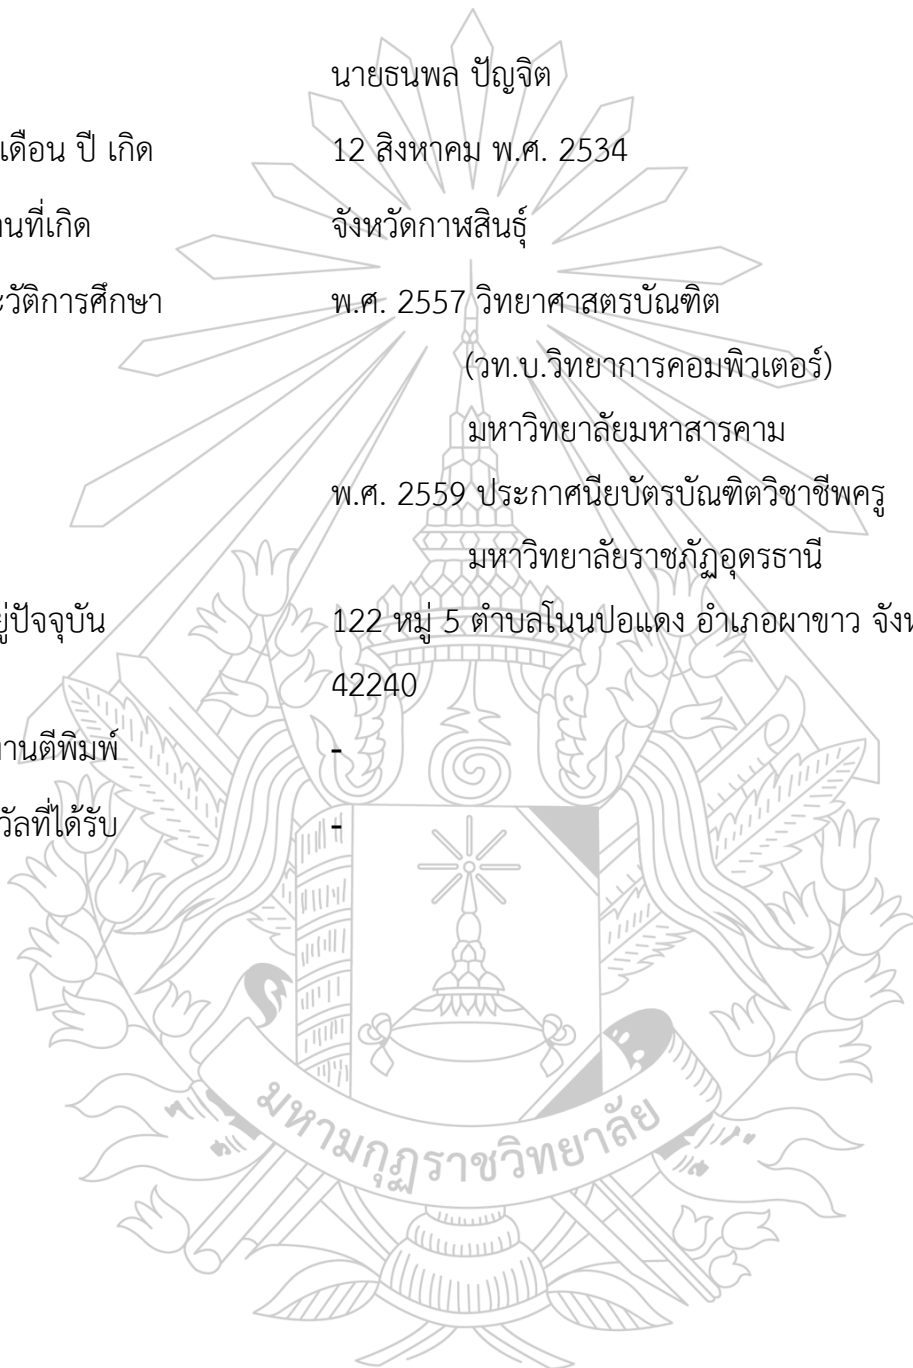 นายธนพล ปัญจิต
เดือน ปี เกิด 12 สิงหาคม พ.ศ. 2534
านที่เกิด จังหวัดกาฬสินธุ์
ะวัติการศึกษา พ.ศ. 2557 วิทยาศาสตรบัณฑิต
(วท.บ.วิทยาการคอมพิวเตอร์)
มหาวิทยาลัยมหาสารคาม
พ.ศ. 2559 ประกาศนียบัตรบัณฑิตวิชาชีพครู
มหาวิทยาลัยราชภัฏอุดรธานี
ยู่ปัจจุบัน 122 หมู่ 5 ตำบลโนนปอแดง อำเภอผาขาว จังห
42240
านตีพิมพ์ -
วัลที่ได้รับ -
มหามกุฏราชวิทยาลัย